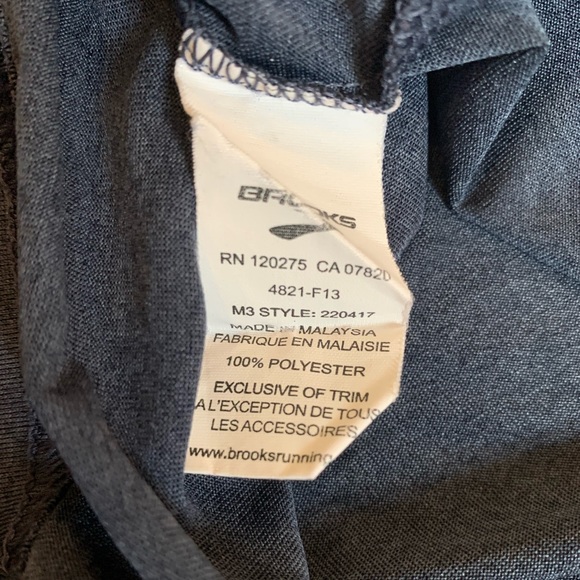 BROOKS
RN 120275 CA 07820
4821-F13
M3 STYLE: 220417
MADE IN MALAYSIA
FABRIQUE EN MALAISIE
100% POLYESTER
EXCLUSIVE OF TRIM
A L'EXCEPTION DE TOUS
LES ACCESSOIRES
www.brooksrunning.